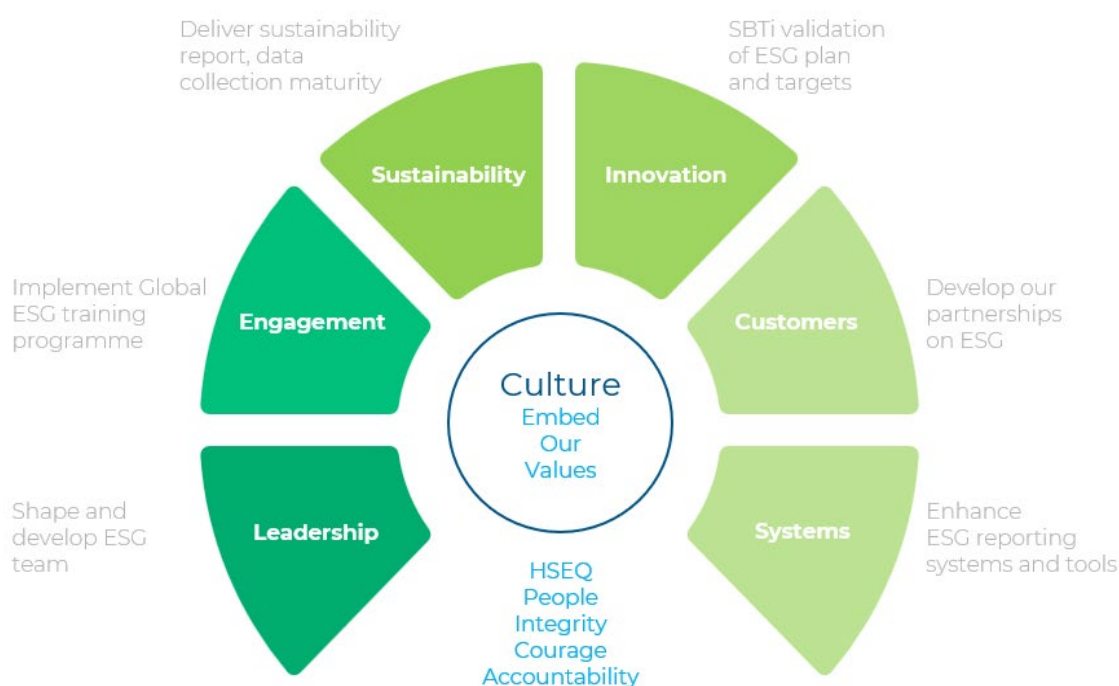 Deliver sustainability
report, data
collection maturity
SBTi validation
of ESG plan
and targets
Sustainability
Innovation
Implement Global
ESG training
programme
Engagement
Customers
Develop our
partnerships
on ESG
Culture
Embed
Our
Values
Shape and
develop ESG
team
Leadership
Systems
Enhance
ESG reporting
systems and tools
HSEQ
People
Integrity
Courage
Accountability